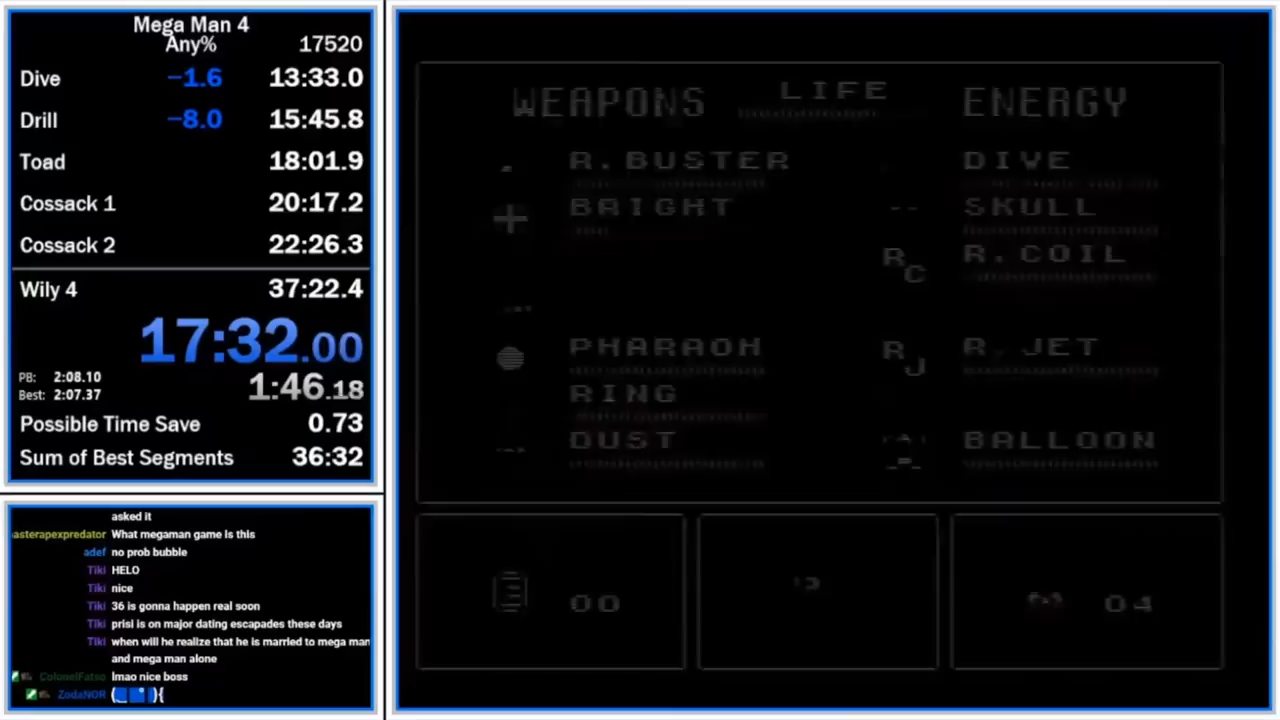 Mega Man 4
Any% 17520
Dive -1.6 13:33.0
Drill -8.0 15:45.8
Toad 18:01.9
Cossack 1 20:17.2
Cossack 2 22:26.3
Wily 4 37:22.4
17:32.00
PB: 2:08.10
Best: 2:07.37
1:46.18
Possible Time Save 0.73
Sum of Best Segments 36:32
asked it
asterapexpredator What megaman game is this
adef no prob bubble
Tiki HELO
Tiki nice
Tiki 36 is gonna happen real soon
Tiki prisi is on major dating escapades these days
Tiki when will he realize that he is married to mega man
and mega man alone
ColonelFatso lmao nice boss
ZodaNOR
WEAPONS LIFE ENERGY
R.BUSTER DIVE
BRIGHT SKULL
RC R.COIL
PHARAOH RJ R.JET
RING
DUST BALLOON
E 00 04